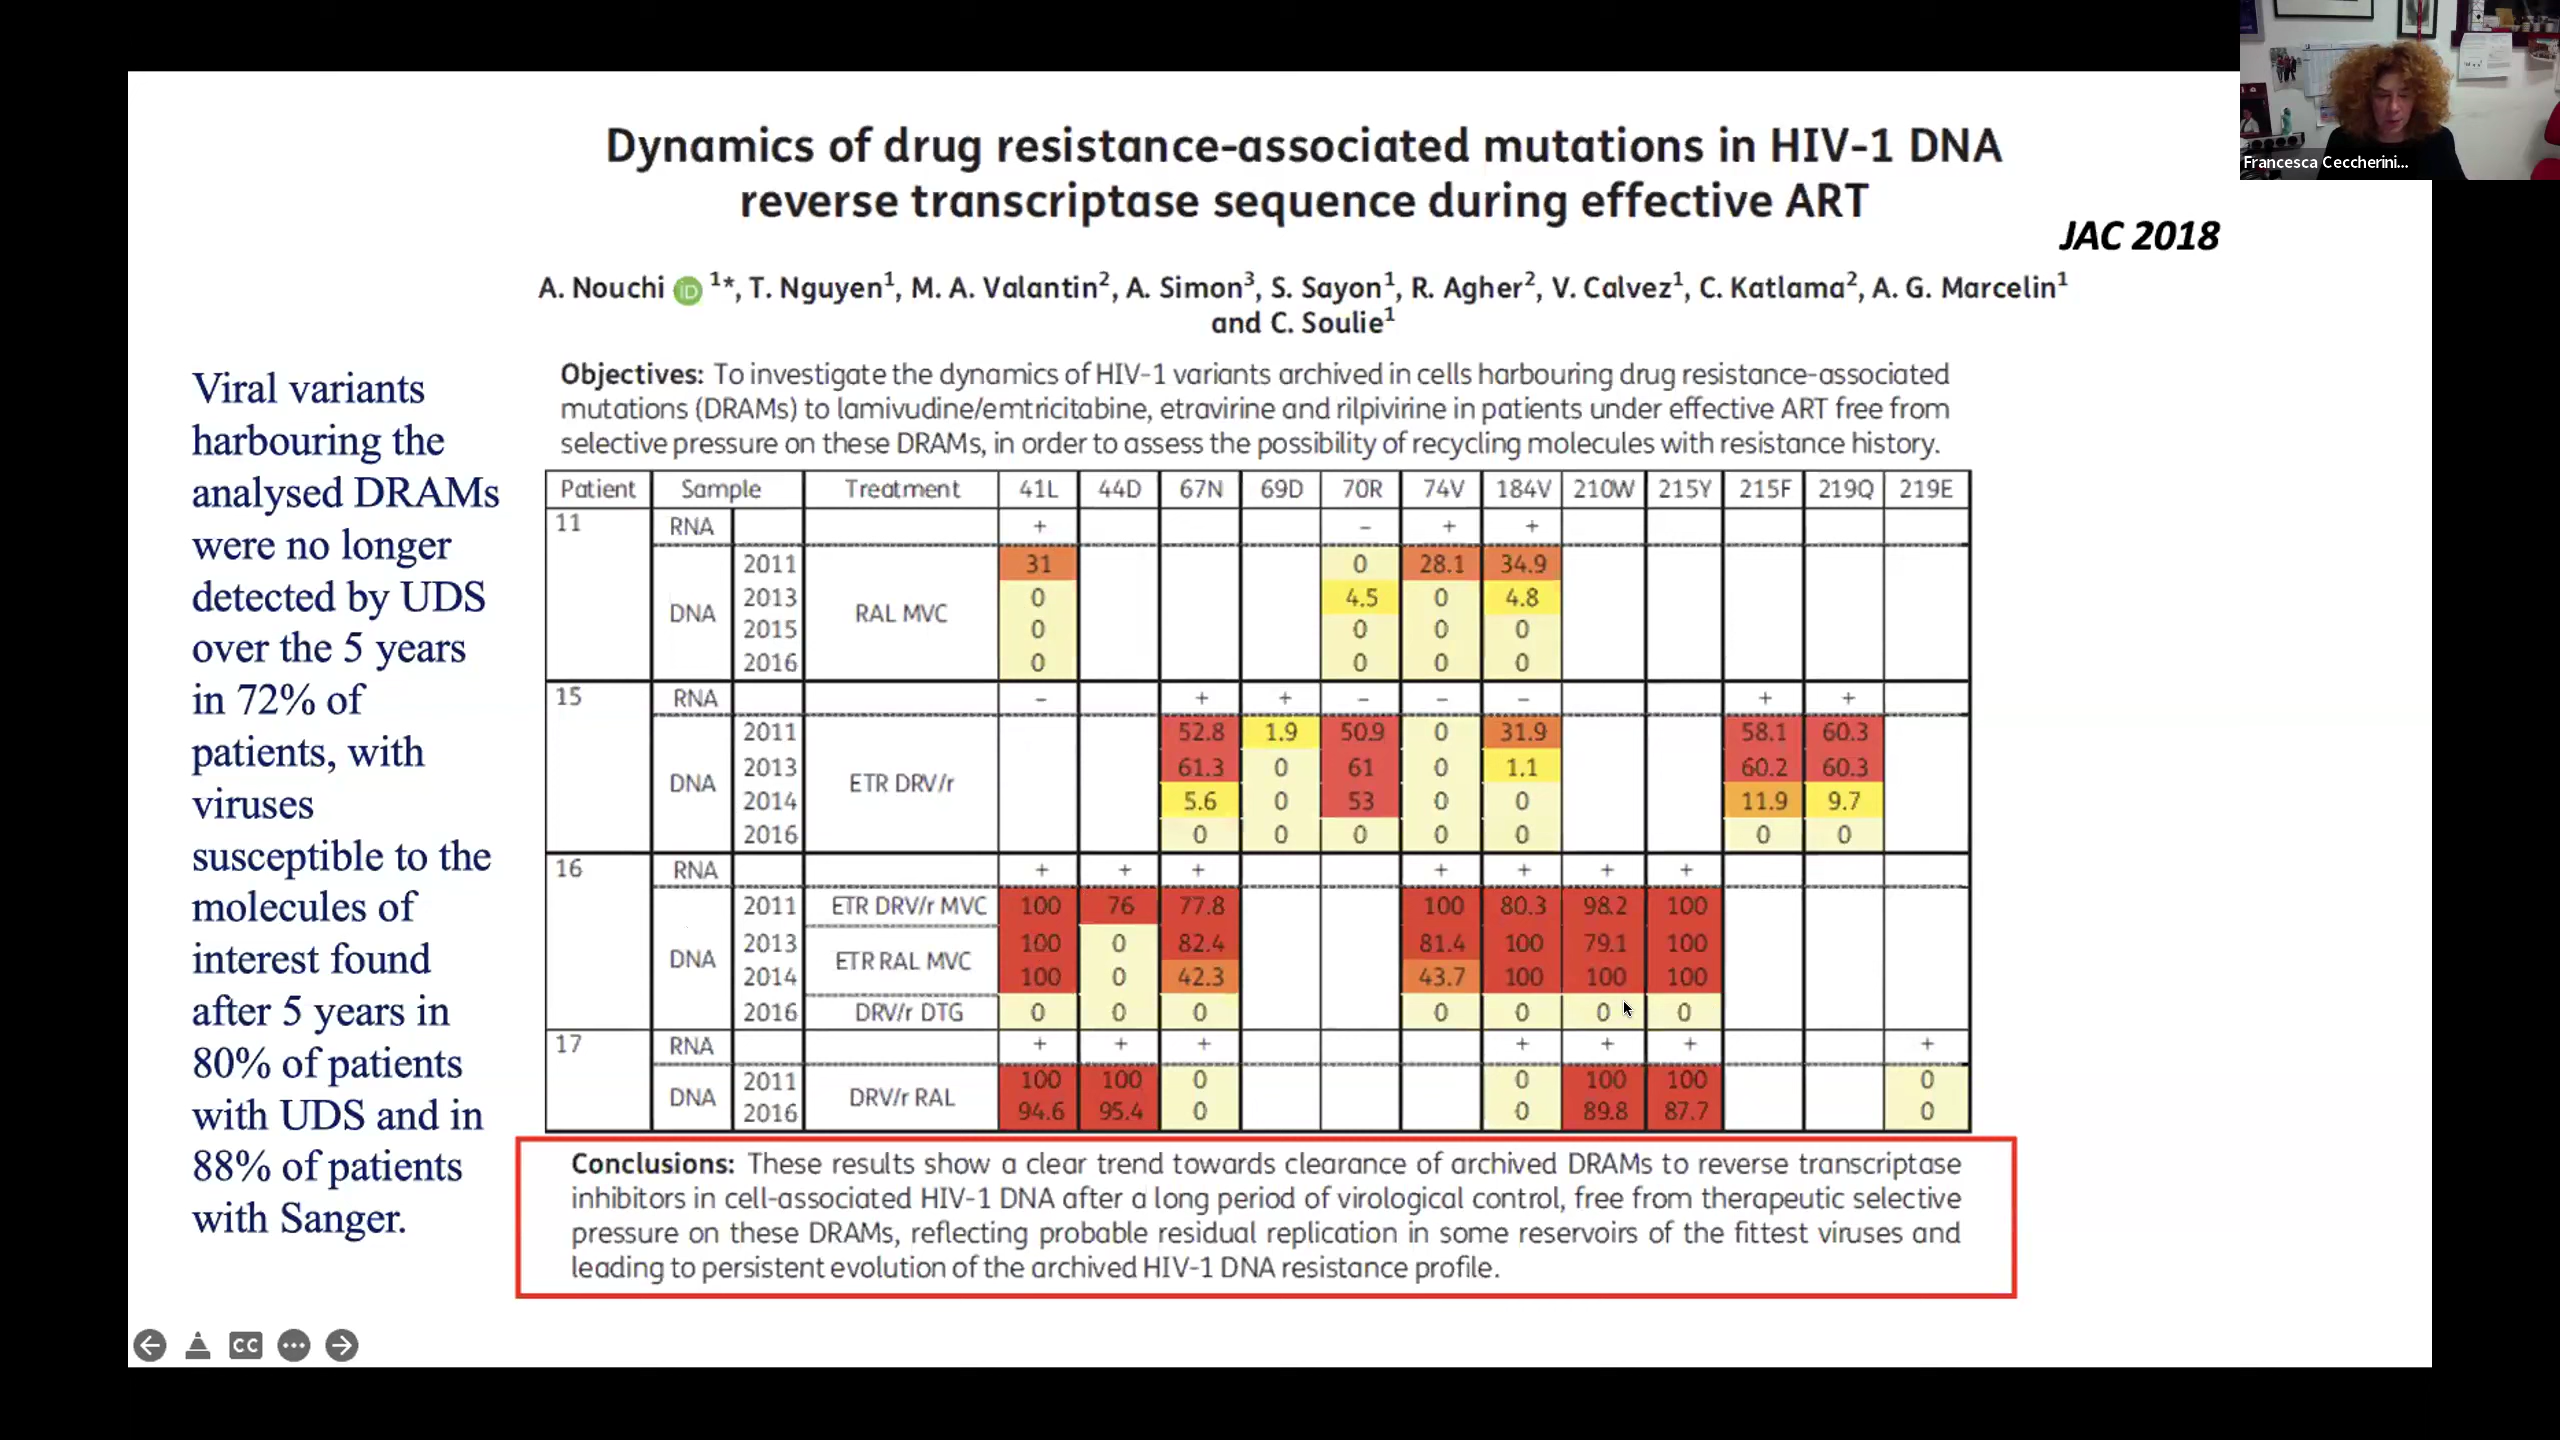 Francesca Ceccherini...
Dynamics of drug resistance-associated mutations in HIV-1 DNA
reverse transcriptase sequence during effective ART
JAC 2018
A. Nouchi iD 1*, T. Nguyen1, M. A. Valantin2, A. Simon3, S. Sayon1, R. Agher2, V. Calvez1, C. Katlama2, A. G. Marcelin1
and C. Soulie1
Viral variants
harbouring the
analysed DRAMs
were no longer
detected by UDS
over the 5 years
in 72% of
patients, with
viruses
susceptible to the
molecules of
interest found
after 5 years in
80% of patients
with UDS and in
88% of patients
with Sanger.
Objectives: To investigate the dynamics of HIV-1 variants archived in cells harbouring drug resistance-associated
mutations (DRAMs) to lamivudine/emtricitabine, etravirine and rilpivirine in patients under effective ART free from
selective pressure on these DRAMs, in order to assess the possibility of recycling molecules with resistance history.
Patient Sample Treatment 41L 44D 67N 69D 70R 74V 184V 210W 215Y 215F 219Q 219E
11 RNA + – + +
2011 31 0 28.1 34.9
2013 0 4.5 0 4.8
DNA RAL MVC
2015 0 0 0 0
2016 0 0 0 0
15 RNA – + + – – – + +
2011 52.8 1.9 50.9 0 31.9 58.1 60.3
2013 61.3 0 61 0 1.1 60.2 60.3
DNA ETR DRV/r
2014 5.6 0 53 0 0 11.9 9.7
2016 0 0 0 0 0 0 0
16 RNA + + + + + + +
2011 ETR DRV/r MVC 100 76 77.8 100 80.3 98.2 100
2013 100 0 82.4 81.4 100 79.1 100
DNA ETR RAL MVC
2014 100 0 42.3 43.7 100 100 100
2016 DRV/r DTG 0 0 0 0 0 0 0
17 RNA + + + + + + +
2011 100 100 0 0 100 100 0
DNA DRV/r RAL
2016 94.6 95.4 0 0 89.8 87.7 0
Conclusions: These results show a clear trend towards clearance of archived DRAMs to reverse transcriptase
inhibitors in cell-associated HIV-1 DNA after a long period of virological control, free from therapeutic selective
pressure on these DRAMs, reflecting probable residual replication in some reservoirs of the fittest viruses and
leading to persistent evolution of the archived HIV-1 DNA resistance profile.
CC